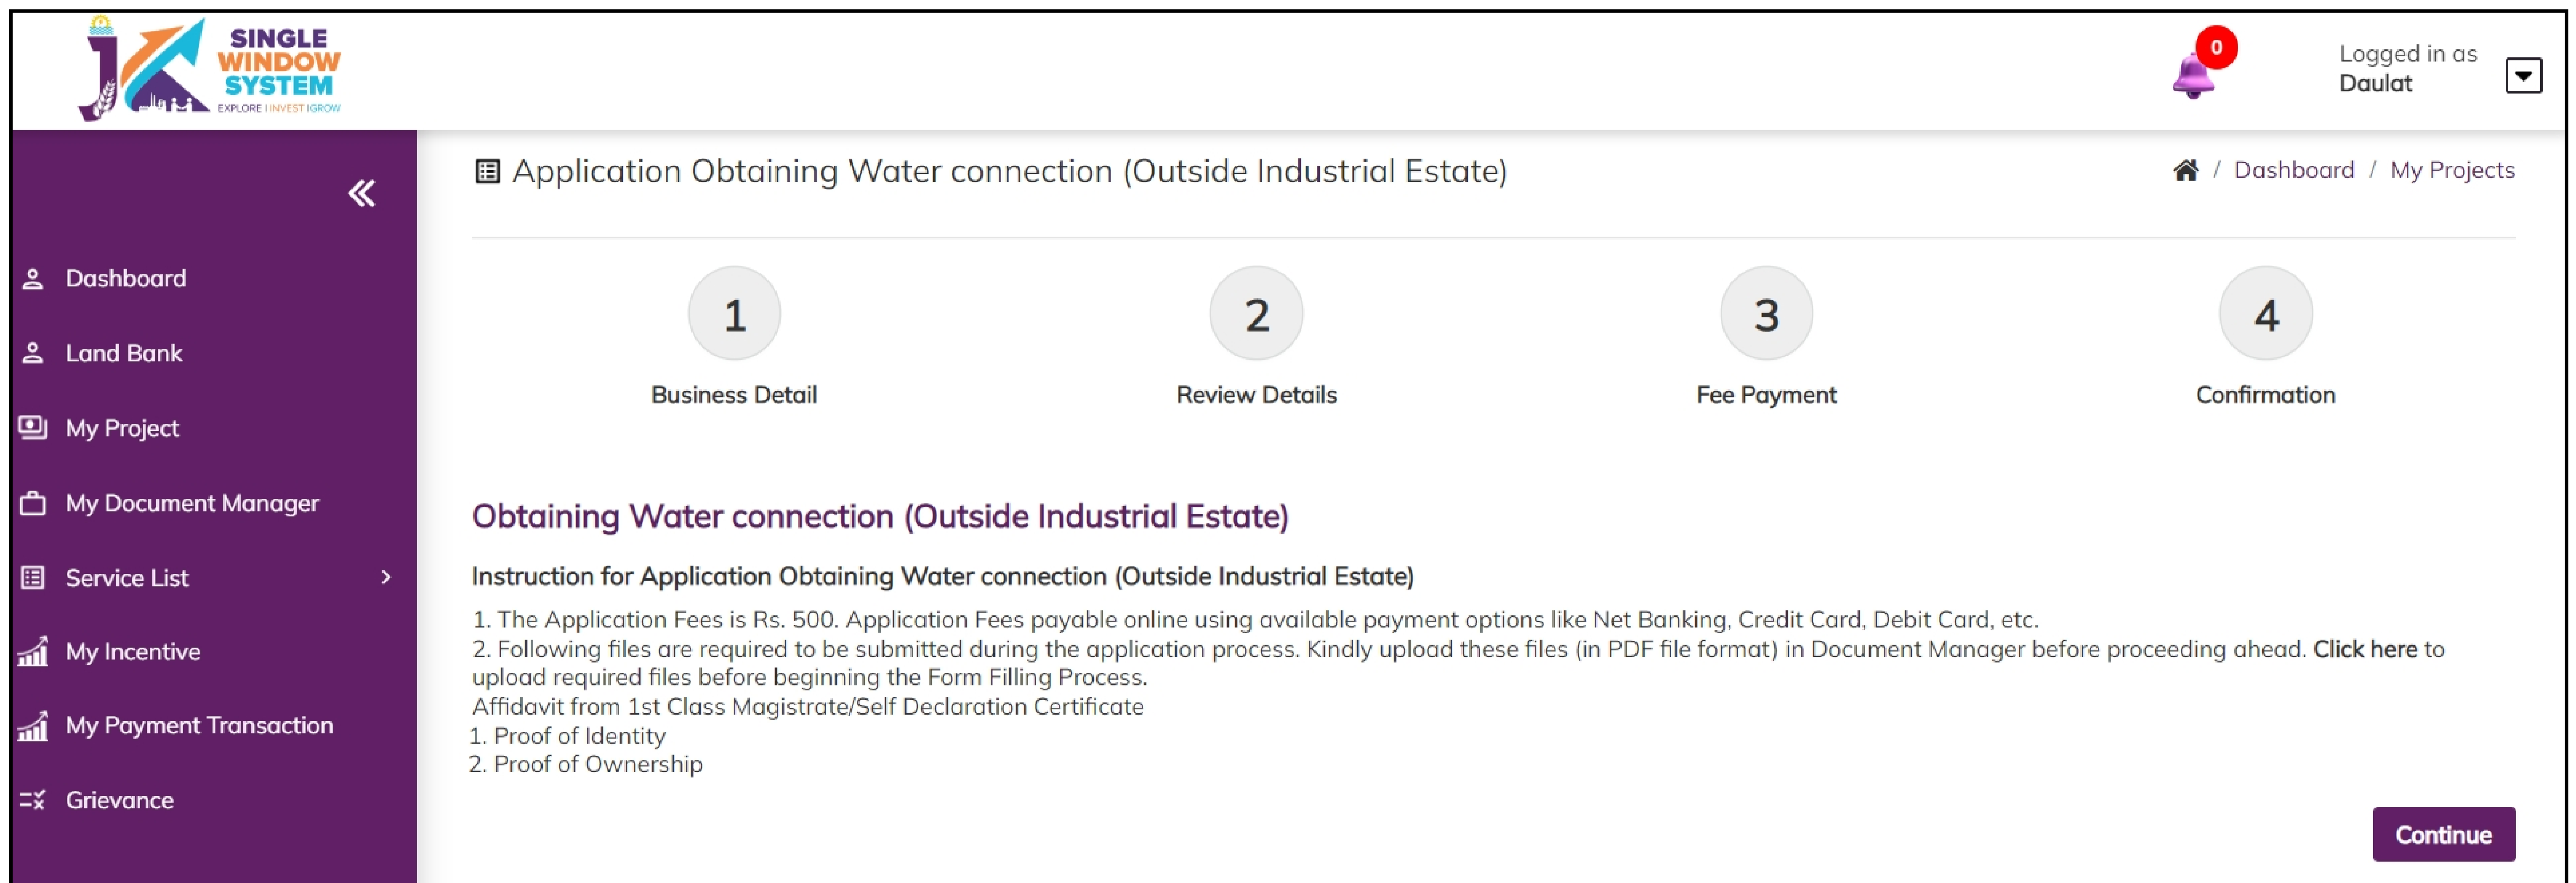 SINGLE
WINDOW
SYSTEM
EXPLORE I INVEST I GROW
0
Logged in as
Daulat
Application Obtaining Water connection (Outside Industrial Estate)
/ Dashboard / My Projects
Dashboard
Land Bank
My Project
My Document Manager
Service List
My Incentive
My Payment Transaction
Grievance
1
2
3
4
Business Detail
Review Details
Fee Payment
Confirmation
Obtaining Water connection (Outside Industrial Estate)
Instruction for Application Obtaining Water connection (Outside Industrial Estate)
1. The Application Fees is Rs. 500. Application Fees payable online using available payment options like Net Banking, Credit Card, Debit Card, etc.
2. Following files are required to be submitted during the application process. Kindly upload these files (in PDF file format) in Document Manager before proceeding ahead. Click here to
upload required files before beginning the Form Filling Process.
Affidavit from 1st Class Magistrate/Self Declaration Certificate
1. Proof of Identity
2. Proof of Ownership
Continue